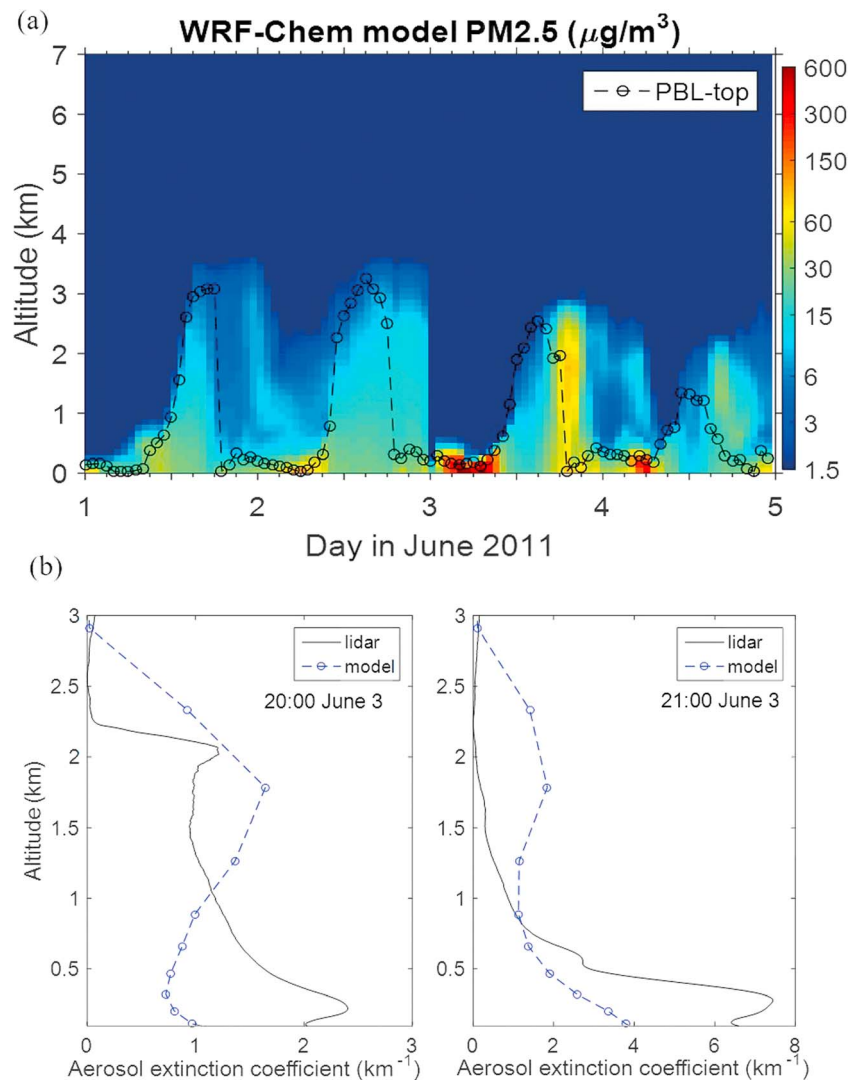 (a)
WRF-Chem model PM2.5 (μg/m³)
7
6
5
4
3
2
1
0
Altitude (km)
PBL-top
600
300
150
60
30
15
6
3
1.5
1 2 3 4 5
Day in June 2011
(b)
3
2.5
2
1.5
1
0.5
Altitude (km)
lidar
model
20:00 June 3
0 1 2 3
Aerosol extinction coefficient (km⁻¹)
3
2.5
2
1.5
1
0.5
lidar
model
21:00 June 3
0 2 4 6 8
Aerosol extinction coefficient (km⁻¹)